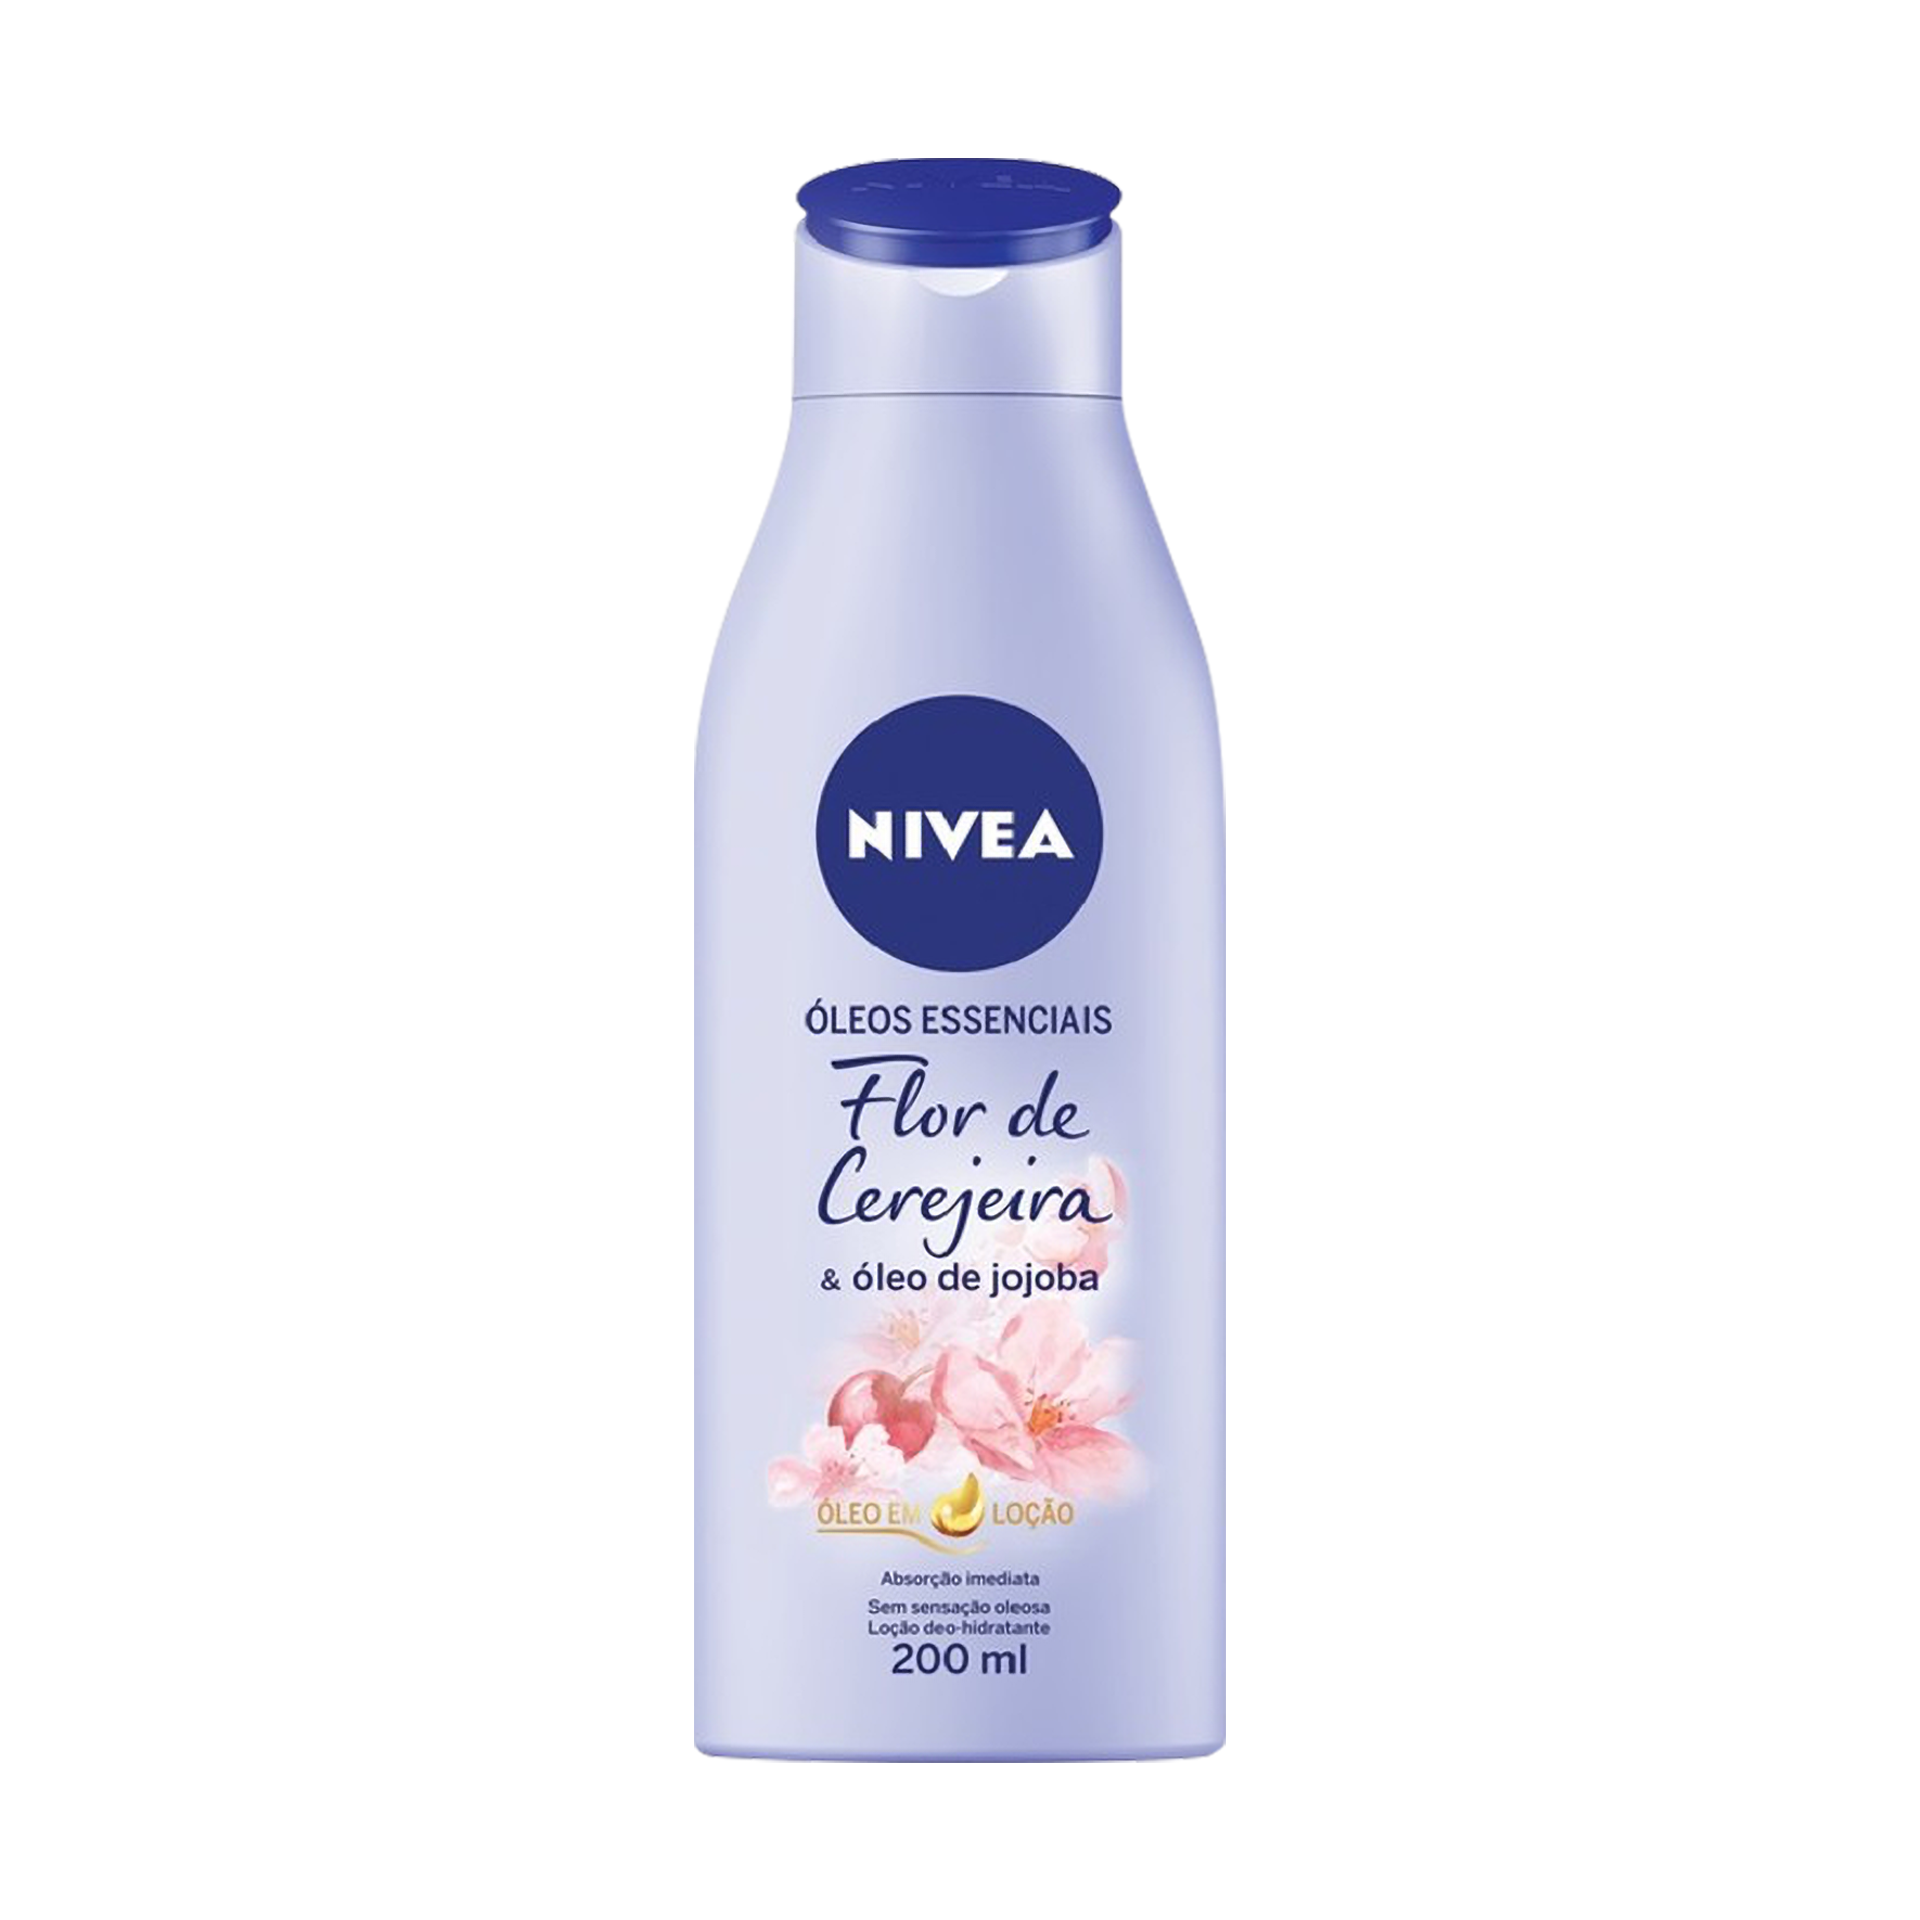 NIVEA
ÓLEOS ESSENCIAIS
Flor de
Cerejeira
& óleo de jojoba
ÓLEO EM LOÇÃO
Absorção imediata
Sem sensação oleosa
Loção deo-hidratante
200 ml